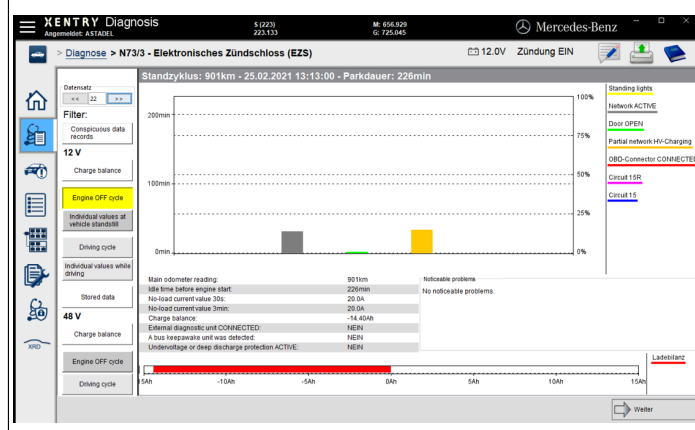 XENTRY Diagnosis
Angemeldeter: ASTADEL
S (223)
223.133
M: 656.929
G: 725.045
Mercedes-Benz
> Diagnose > N73/3 - Elektronisches Zündschloss (EZS)
12.0V
Zündung EIN
Standzyklus: 901km - 25.02.2021 13:13:00 - Parkdauer: 226min
Datensatz
<< 22 >>
Filter:
Conspicuous data
records
12 V
Charge balance
Engine OFF cycle
Individual values at
vehicle standstill
Driving cycle
Individual values while
driving
Stored data
48 V
Charge balance
Engine OFF cycle
Driving cycle
XRD
200min
100min
0min
100%
75%
50%
25%
0%
Standing lights
Network ACTIVE
Door OPEN
Partial network HV-Charging
OBD-Connector CONNECTED
Circuit 15R
Circuit 15
Main odometer reading: 901km
Idle time before engine start: 226min
No-load current value 30s: 20.0A
No-load current value 3min: 20.0A
Charge balance: -14.40Ah
External diagnostic unit CONNECTED: NEIN
A bus keepawake unit was detected: NEIN
Undervoltage or deep discharge protection ACTIVE: NEIN
Noticeable problems
No noticeable problems.
5Ah -10Ah -5Ah 0Ah 5Ah 10Ah 15Ah
Ladebilanz
Weiter